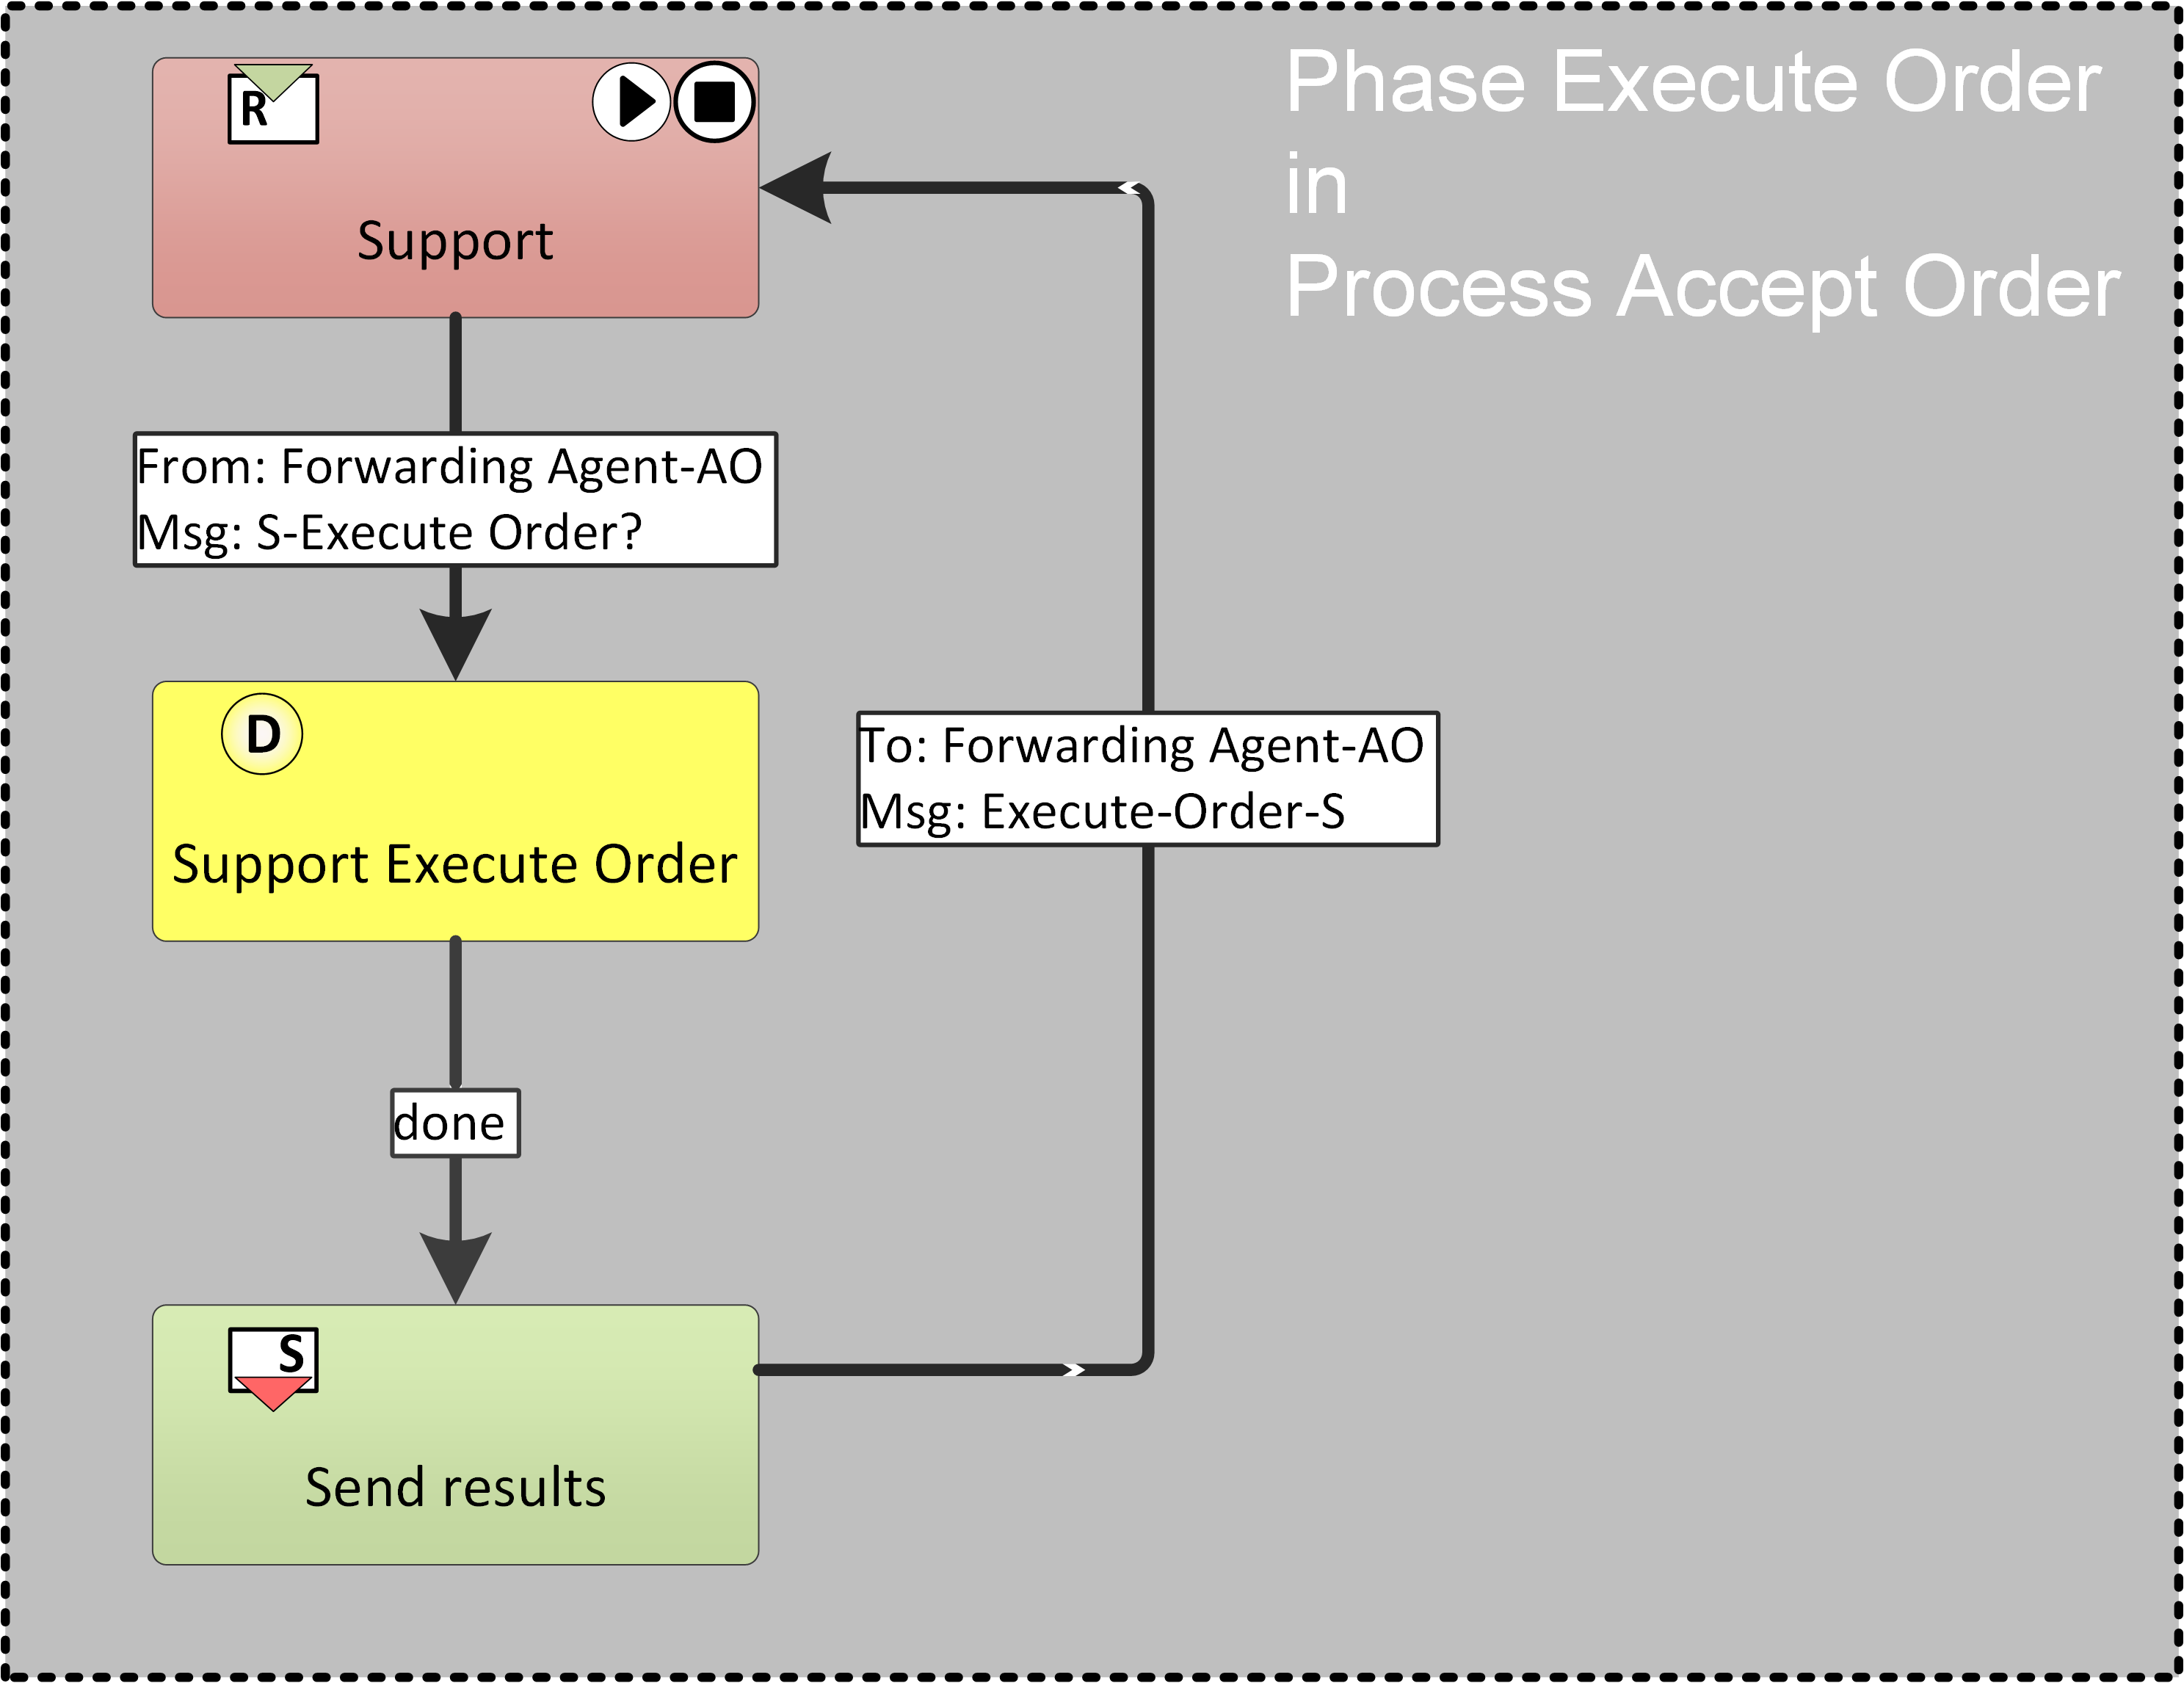 Phase Execute Order
in
Process Accept Order
R
Support
From: Forwarding Agent-AO
Msg: S-Execute Order?
D
Support Execute Order
To: Forwarding Agent-AO
Msg: Execute-Order-S
done
S
Send results